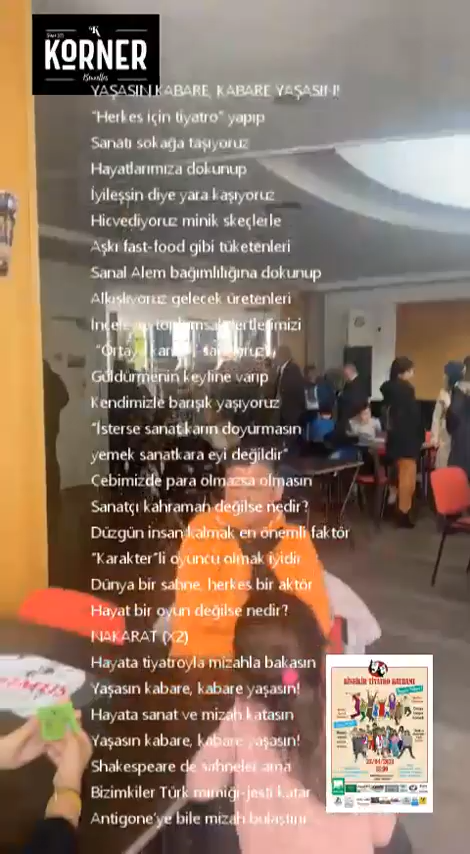 KORNER
Bruxelles
YAŞASIN KABARE, KABARE YAŞASIN!
"Herkes için tiyatro" yapıp
Sanatı sokağa taşıyoruz
Hayatlarımıza dokunup
İyileşsin diye yara kaşıyoruz
Hicvediyoruz minik skeçlerle
Aşkı fast-food gibi tüketenleri
Sanal Alem bağımlılığına dokunup
Alkışlıyoruz gelecek üretenleri
Güldürmenin keyfine varıp
Kendimizle barışık yaşıyoruz
"İsterse sanat karın doyurmasın
yemek sanatkara eyi değildir"
Cebimizde para olmazsa olmasın
Sanatçı kahraman değilse nedir?
Düzgün insan kalmak en önemli faktör
"Karakter"li oyuncu olmak iyidir
Dünya bir sahne, herkes bir aktör
Hayat bir oyun değilse nedir?
NAKARAT (X2)
Hayata tiyatroyla mizahla bakasın
Yaşasın kabare, kabare yaşasın!
Hayata sanat ve mizah katasın
Yaşasın kabare, kabare yaşasın!
Shakespeare de sahneler ama
Bizimkiler Türk mimiği-jesti katar
Antigone'ye bile mizah bulaştırır